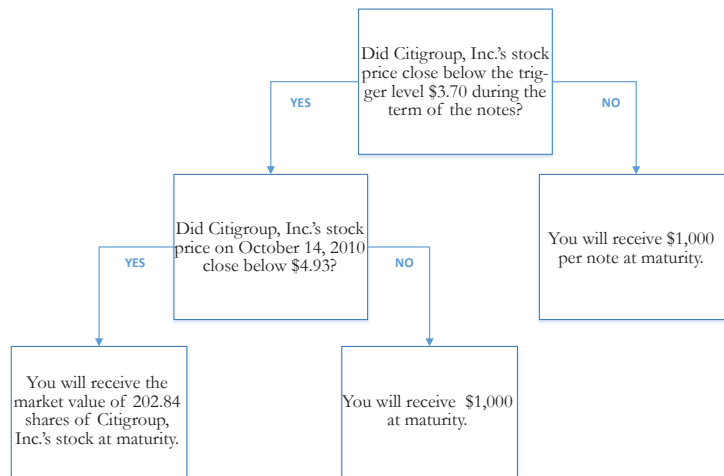 Did Citigroup, Inc.'s stock
price close below the trig-
ger level $3.70 during the
term of the notes?
YES
NO
Did Citigroup, Inc.'s stock
price on October 14, 2010
close below $4.93?
You will receive $1,000
per note at maturity.
YES
NO
You will receive the
market value of 202.84
shares of Citigroup,
Inc.'s stock at maturity.
You will receive $1,000
at maturity.